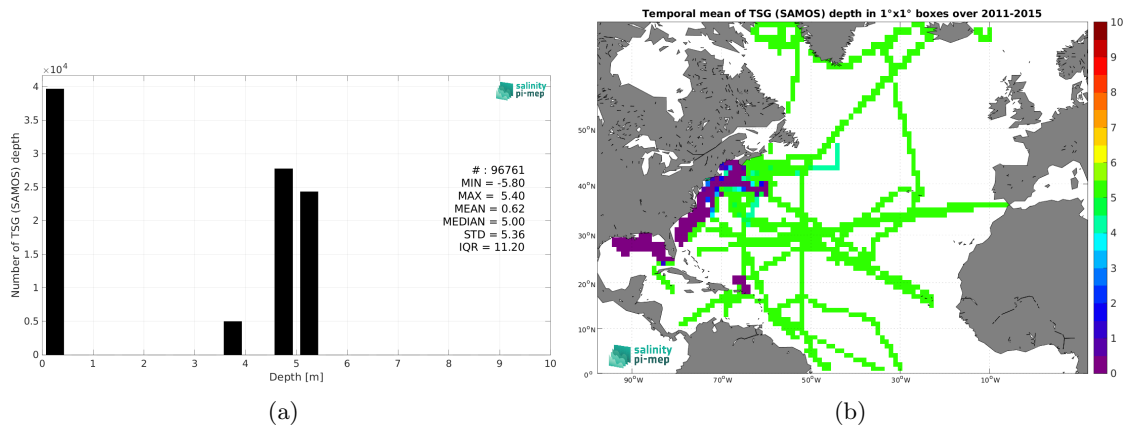 ×10⁴
4
3.5
3
2.5
2
1.5
1
0.5
0
Number of TSG (SAMOS) depth
0 1 2 3 4 5 6 7 8 9 10
Depth [m]
salinity
pi-mep
# : 96761
MIN = -5.80
MAX = 5.40
MEAN = 0.62
MEDIAN = 5.00
STD = 5.36
IQR = 11.20
(a)
Temporal mean of TSG (SAMOS) depth in 1°x1° boxes over 2011-2015
50°N
40°N
30°N
20°N
10°N
0°
90°W 70°W 50°W 30°W 10°W
salinity
pi-mep
10
9
8
7
6
5
4
3
2
1
0
(b)